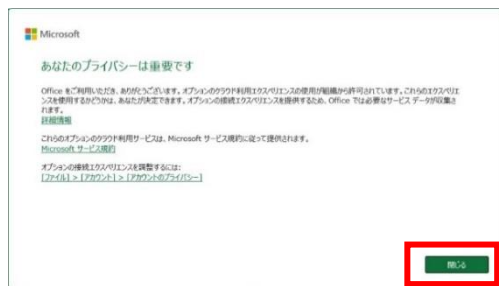 Microsoft
あなたのプライバシーは重要です
Office をご利用いただき、ありがとうございます。オプションのクラウド利用エクスペリエンスの使用が組織から許可されています。これらのエクスペリエ
ンスを使用するかどうかは、あなたが決定できます。オプションの接続エクスペリエンスを提供するため、Office では必要なサービス データが収集さ
れます。
詳細情報
これらのオプションのクラウド利用サービスは、Microsoft サービス規約に従って提供されます。
Microsoft サービス規約
オプションの接続エクスペリエンスを調整するには:
[ファイル] > [アカウント] > [アカウントのプライバシー]
閉じる